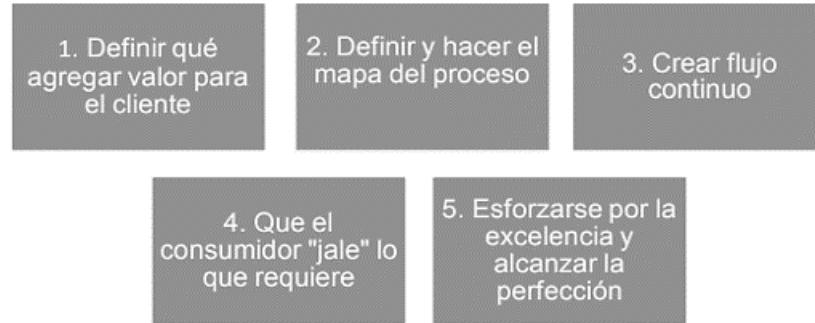 1. Definir qué
agregar valor para
el cliente
2. Definir y hacer el
mapa del proceso
3. Crear flujo
continuo
4. Que el
consumidor "jale" lo
que requiere
5. Esforzarse por la
excelencia y
alcanzar la
perfección